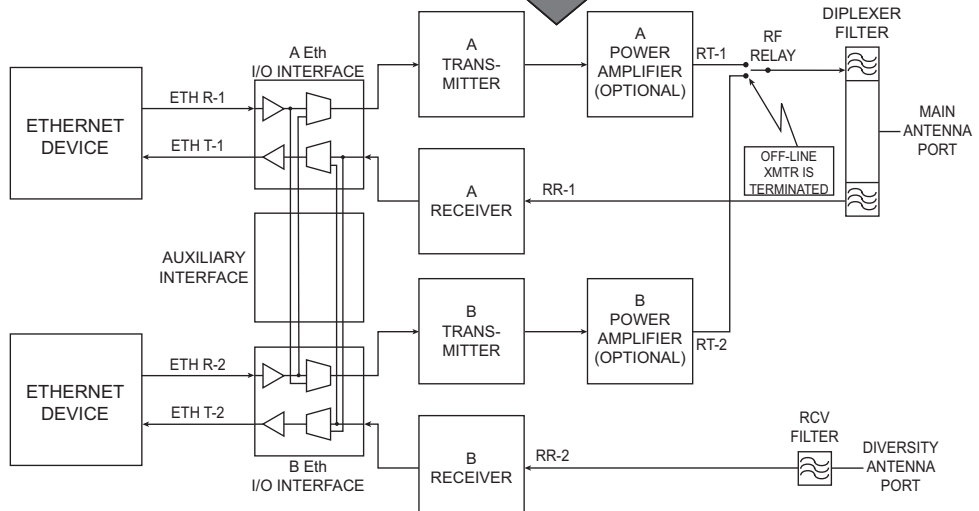 DIPLEXER
FILTER
RF
RELAY
A Eth
I/O INTERFACE
A
TRANS-
MITTER
A
POWER
AMPLIFIER
(OPTIONAL)
RT-1
ETHERNET
DEVICE
ETH R-1
ETH T-1
MAIN
ANTENNA
PORT
OFF-LINE
XMTR IS
TERMINATED
A
RECEIVER
RR-1
AUXILIARY
INTERFACE
B
TRANS-
MITTER
B
POWER
AMPLIFIER
(OPTIONAL)
RT-2
ETHERNET
DEVICE
ETH R-2
ETH T-2
B Eth
I/O INTERFACE
B
RECEIVER
RR-2
RCV
FILTER
DIVERSITY
ANTENNA
PORT